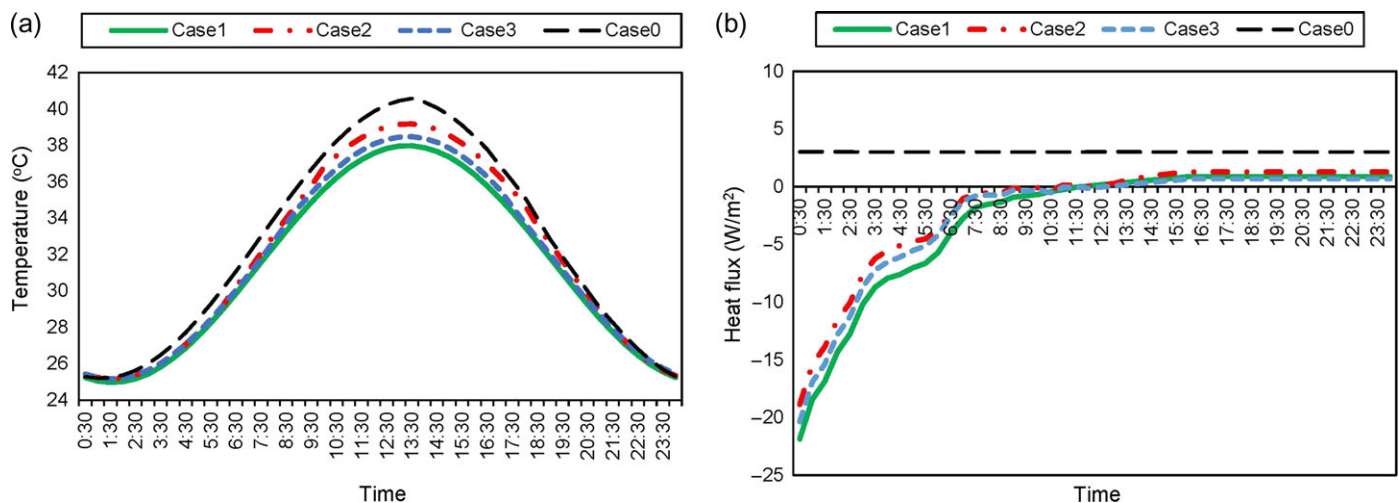 (a)
Case1 Case2 Case3 Case0
Temperature (ºC)
42
40
38
36
34
32
30
28
26
24
0:30 1:30 2:30 3:30 4:30 5:30 6:30 7:30 8:30 9:30 10:30 11:30 12:30 13:30 14:30 15:30 16:30 17:30 18:30 19:30 20:30 21:30 22:30 23:30
Time
(b)
Case1 Case2 Case3 Case0
Heat flux (W/m²)
10
5
0
–5
–10
–15
–20
–25
0:30 1:30 2:30 3:30 4:30 5:30 6:30 7:30 8:30 9:30 10:30 11:30 12:30 13:30 14:30 15:30 16:30 17:30 18:30 19:30 20:30 21:30 22:30 23:30
Time